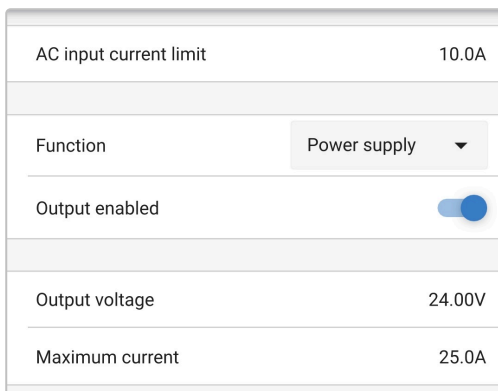 AC input current limit 10.0A
Function Power supply
Output enabled
Output voltage 24.00V
Maximum current 25.0A